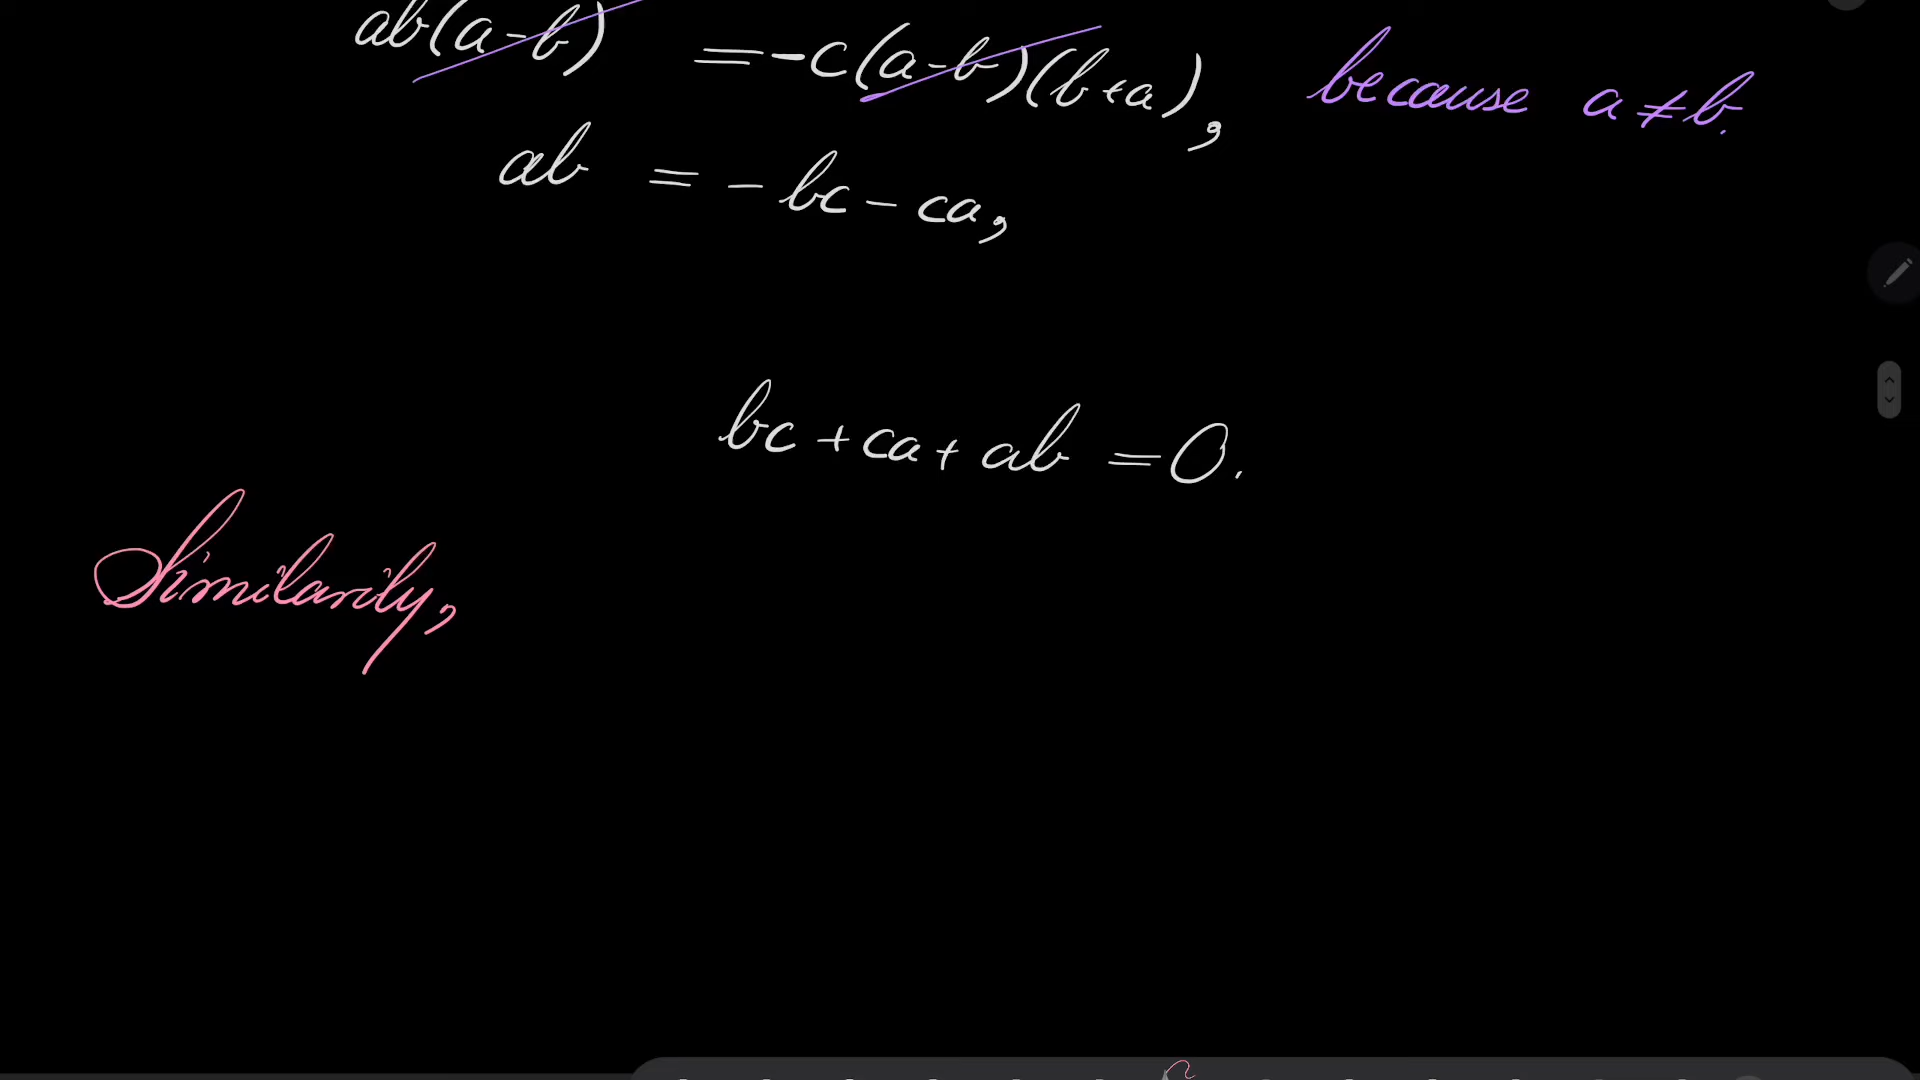 ab(a-b) = -c(a-b)(b+a), because a≠b.
ab = -bc-ca,
bc+ca+ab=0.
Similarily,